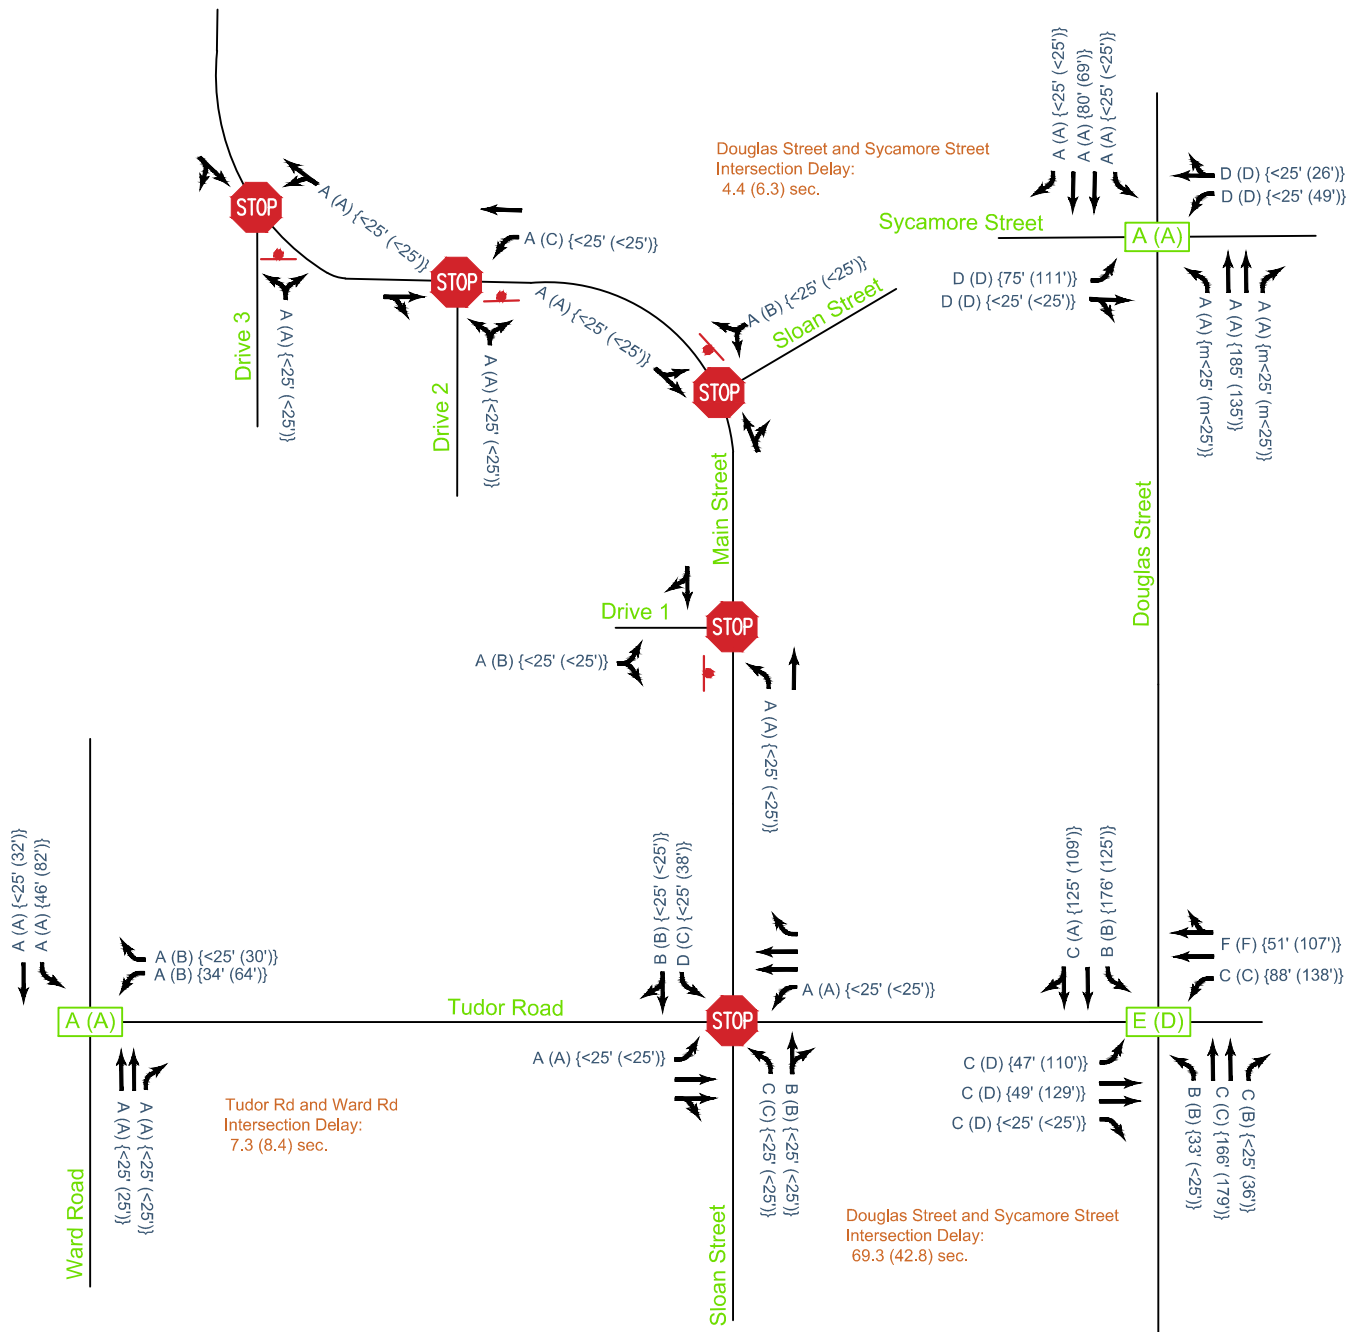 A (A) {<25' (<25')}
A (A) {80' (69')}
A (A) {<25' (<25')}
Douglas Street and Sycamore Street
Intersection Delay:
4.4 (6.3) sec.
D (D) {<25' (26')}
D (D) {<25' (49')}
Sycamore Street
A (A)
D (D) {75' (111')}
D (D) {<25' (<25')}
A (A) {m<25' (m<25')}
A (A) {185' (135')}
A (A) {m<25' (m<25')}
STOP
A (A) {<25' (<25')}
A (C) {<25' (<25')}
STOP
A (A) {<25' (<25')}
A (B) {<25' (<25')}
Sloan Street
STOP
Drive 3
A (A) {<25' (<25')}
Drive 2
A (A) {<25' (<25')}
Main Street
Douglas Street
Drive 1
STOP
A (B) {<25' (<25')}
A (A) {<25' (<25')}
A (A) {<25' (32')}
A (A) {46' (82')}
A (B) {<25' (30')}
A (B) {34' (64')}
A (A)
Tudor Road
B (B) {<25' (<25')}
D (C) {<25' (38')}
A (A) {<25' (<25')}
STOP
A (A) {<25' (<25')}
C (A) {125' (109')}
B (B) {176' (125')}
F (F) {51' (107')}
C (C) {88' (138')}
E (D)
C (D) {47' (110')}
C (D) {49' (129')}
C (D) {<25' (<25')}
B (B) {33' (<25')}
C (C) {166' (179')}
C (B) {<25' (36')}
C (C) {<25' (<25')}
B (B) {<25' (<25')}
A (A) {<25' (25')}
A (A) {<25' (<25')}
Tudor Rd and Ward Rd
Intersection Delay:
7.3 (8.4) sec.
Ward Road
Sloan Street
Douglas Street and Sycamore Street
Intersection Delay:
69.3 (42.8) sec.